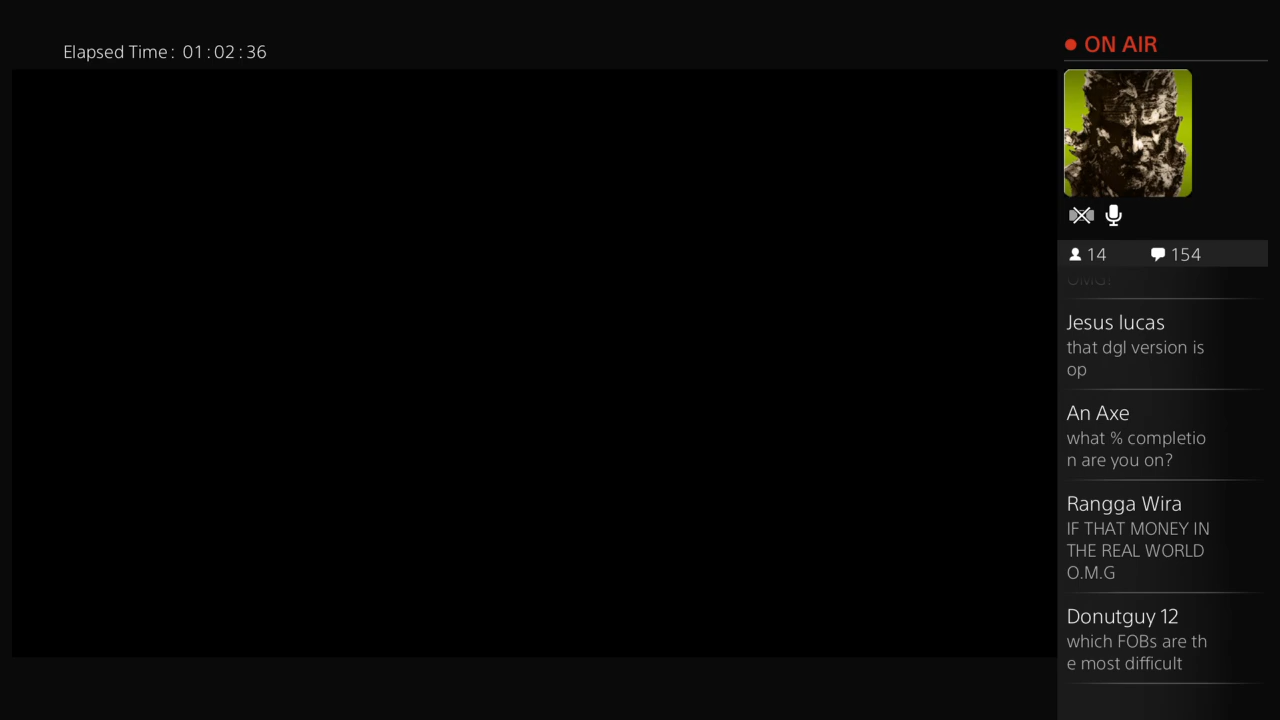 Elapsed Time: 01:02:36
ON AIR
14 154
OMG!
Jesus lucas
that dgl version is
op
An Axe
what % completio
n are you on?
Rangga Wira
IF THAT MONEY IN
THE REAL WORLD
O.M.G
Donutguy 12
which FOBs are th
e most difficult